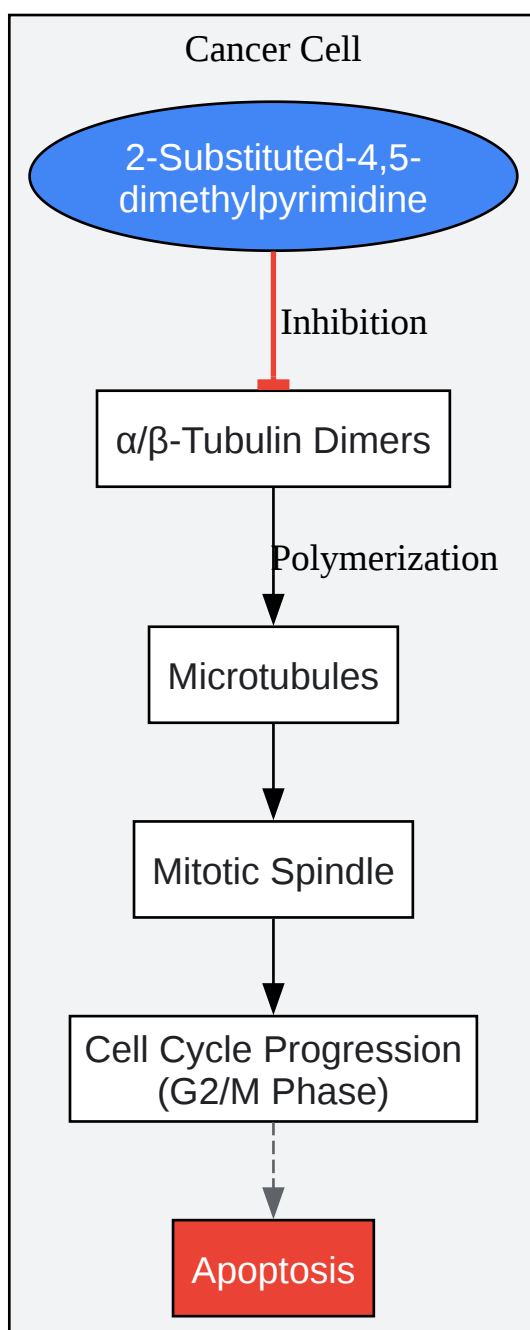 Cancer Cell
2-Substituted-4,5-
dimethylpyrimidine
Inhibition
α/β-Tubulin Dimers
Polymerization
Microtubules
Mitotic Spindle
Cell Cycle Progression
(G2/M Phase)
Apoptosis